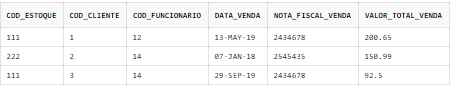 COD_ESTOQUE COD_CLIENTE COD_FUNCIONARIO DATA_VENDA NOTA_FISCAL_VENDA VALOR_TOTAL_VENDA
111 1 12 13-MAY-19 2434678 200.65
222 2 14 07-JAN-18 2545435 150.99
111 3 14 29-SEP-19 2434678 92.5